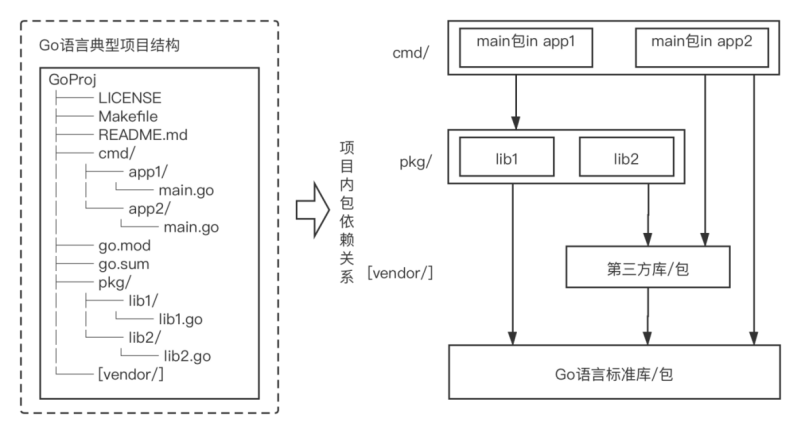 Go语言典型项目结构
GoProj
LICENSE
Makefile
README.md
cmd/
app1/
main.go
app2/
main.go
go.mod
go.sum
pkg/
lib1/
lib1.go
lib2/
lib2.go
[vendor/]
项目内包依赖关系
cmd/
main包in app1
main包in app2
pkg/
lib1
lib2
[vendor/]
第三方库/包
Go语言标准库/包